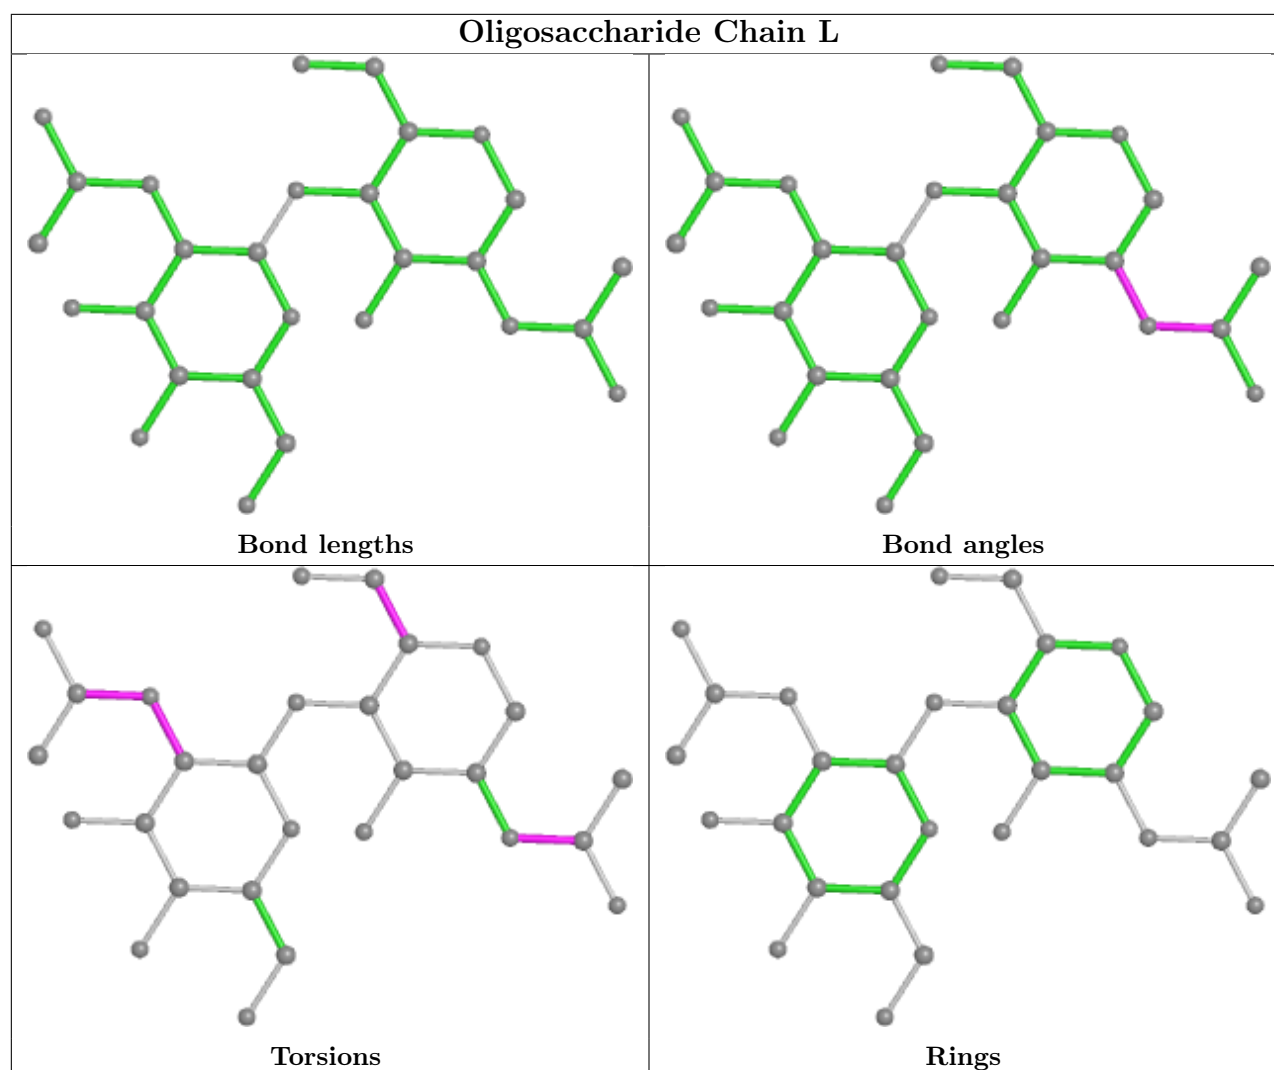 Oligosaccharide Chain L
Bond lengths
Bond angles
Torsions
Rings